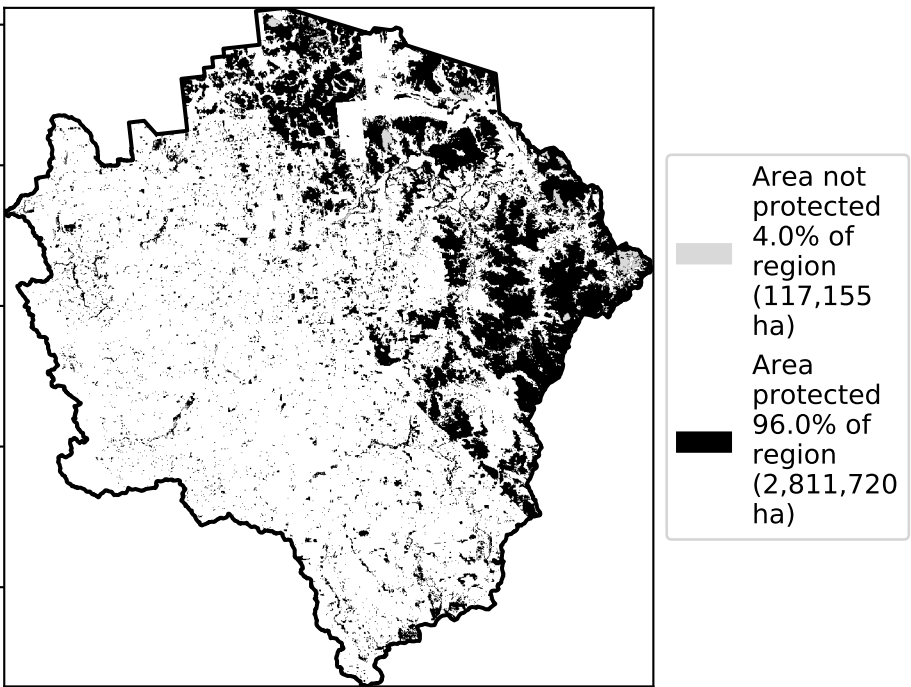 Area not
protected
4.0% of
region
(117,155
ha)
Area
protected
96.0% of
region
(2,811,720
ha)